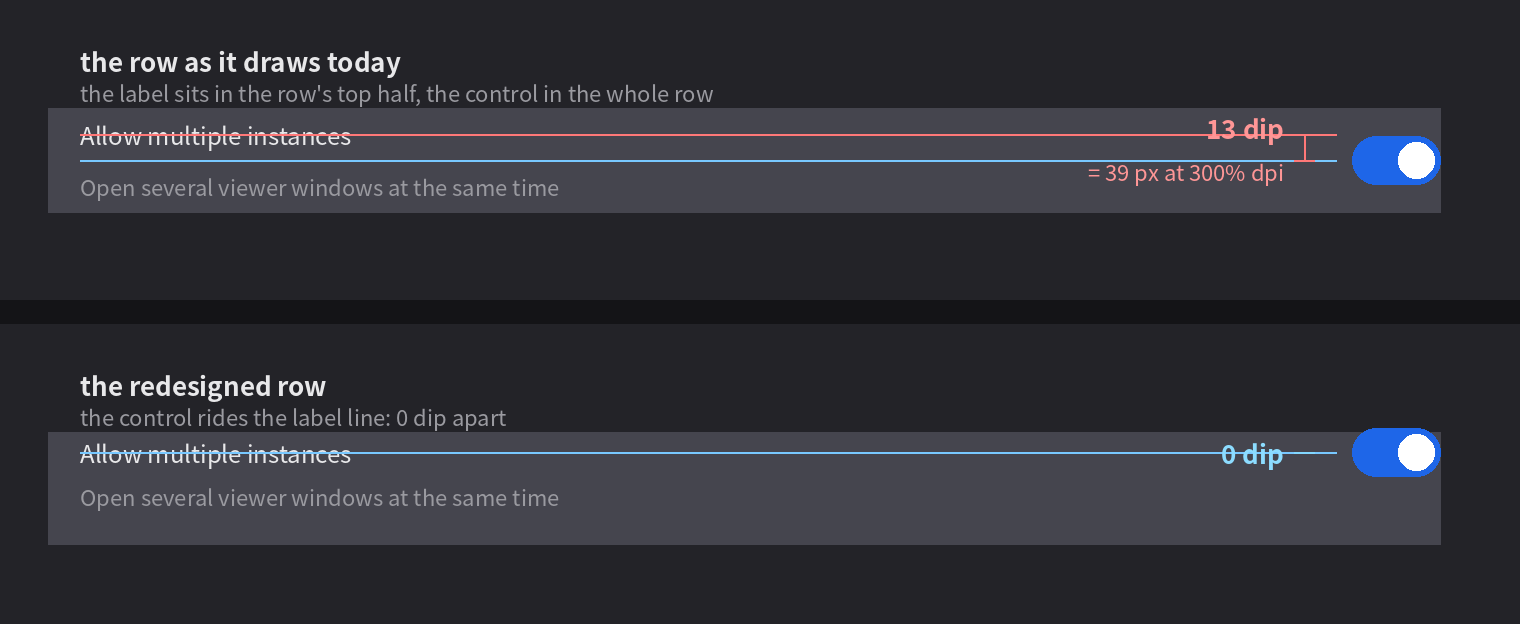 the row as it draws today
the label sits in the row's top half, the control in the whole row
Allow multiple instances
13 dip
= 39 px at 300% dpi
Open several viewer windows at the same time
the redesigned row
the control rides the label line: 0 dip apart
Allow multiple instances
0 dip
Open several viewer windows at the same time